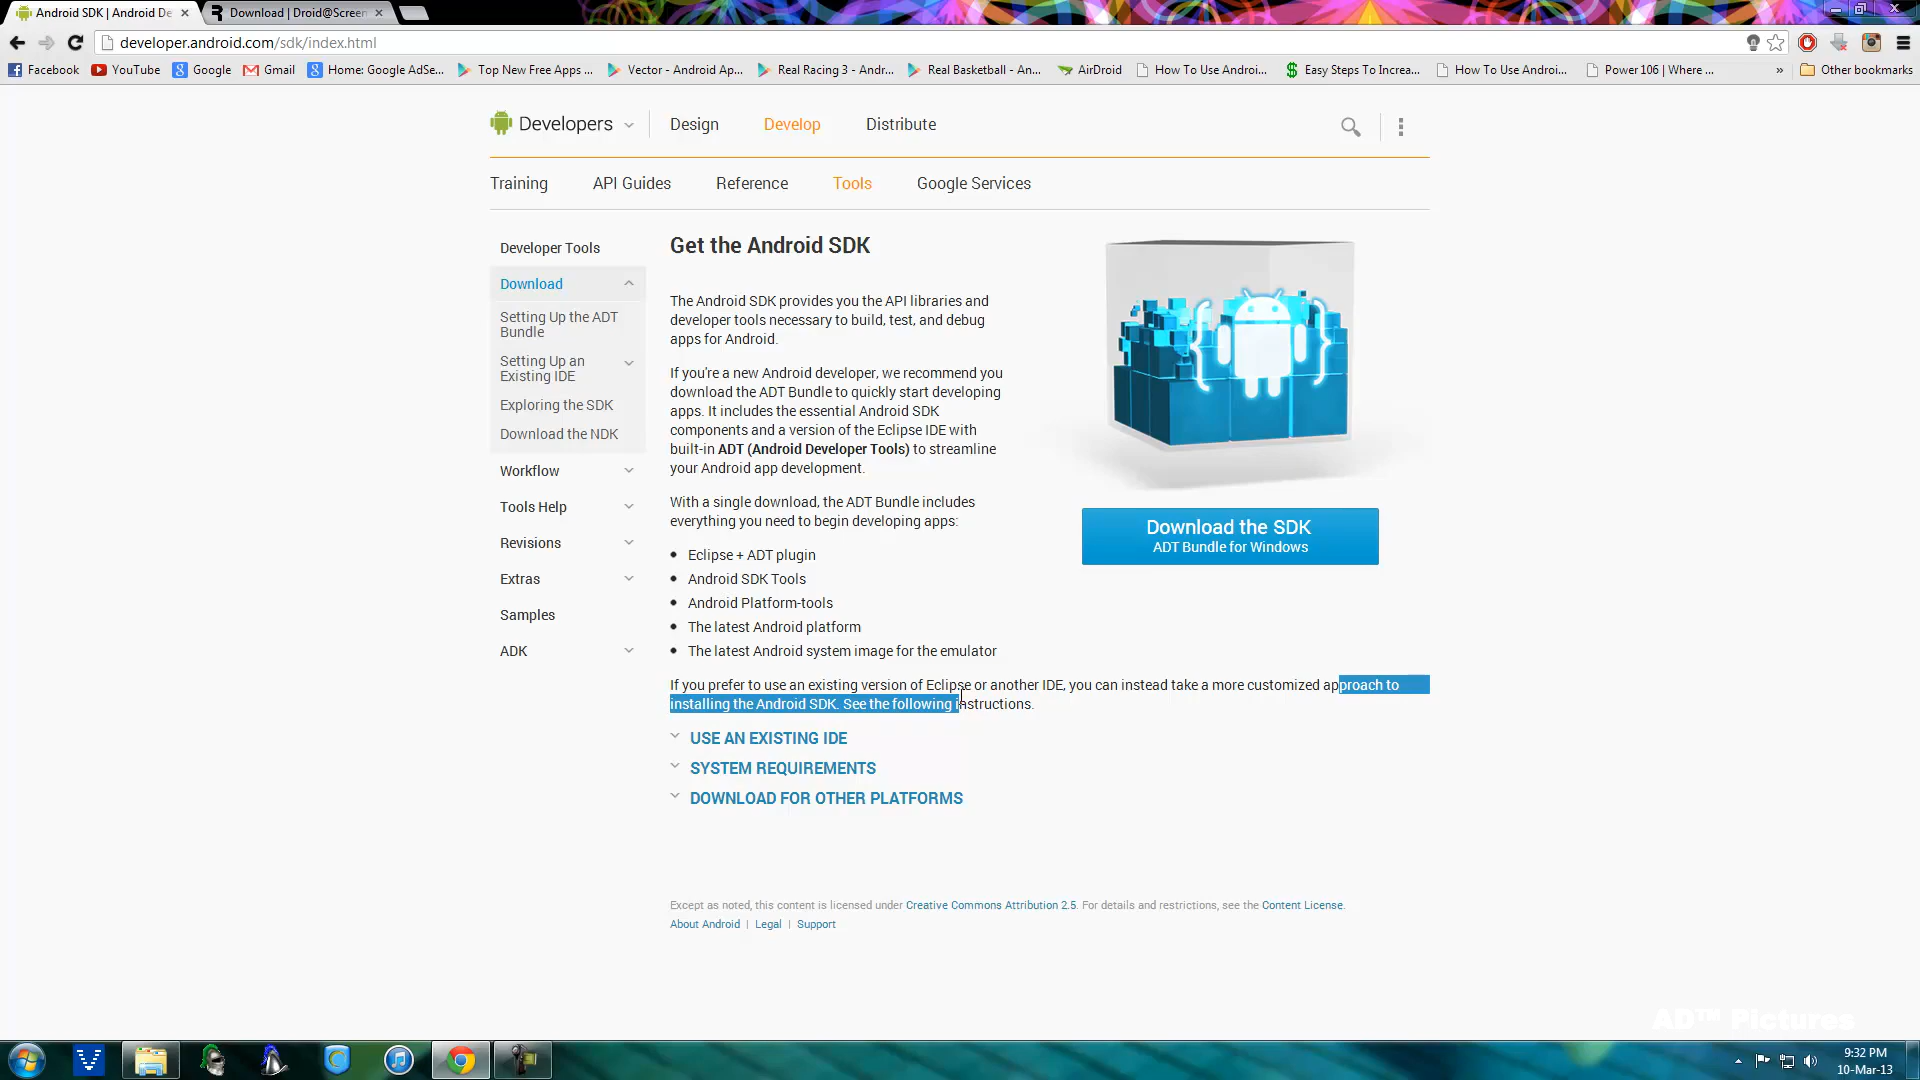 Android SDK | Android De
Download | Droid@Screen
developer.android.com/sdk/index.html
Facebook
YouTube
Google
Gmail
Home: Google AdSe...
Top New Free Apps ...
Vector - Android Ap...
Real Racing 3 - Andr...
Real Basketball - An...
AirDroid
How To Use Androi...
Easy Steps To Increa...
How To Use Androi...
Power 106 | Where ...
»
Other bookmarks
Developers
Design
Develop
Distribute
Training
API Guides
Reference
Tools
Google Services
Developer Tools
Download
Setting Up the ADT
Bundle
Setting Up an
Existing IDE
Exploring the SDK
Download the NDK
Workflow
Tools Help
Revisions
Extras
Samples
ADK
Get the Android SDK
The Android SDK provides you the API libraries and
developer tools necessary to build, test, and debug
apps for Android.
If you're a new Android developer, we recommend you
download the ADT Bundle to quickly start developing
apps. It includes the essential Android SDK
components and a version of the Eclipse IDE with
built-in ADT (Android Developer Tools) to streamline
your Android app development.
With a single download, the ADT Bundle includes
everything you need to begin developing apps:
• Eclipse + ADT plugin
• Android SDK Tools
• Android Platform-tools
• The latest Android platform
• The latest Android system image for the emulator
Download the SDK
ADT Bundle for Windows
If you prefer to use an existing version of Eclipse or another IDE, you can instead take a more customized approach to
installing the Android SDK. See the following instructions.
USE AN EXISTING IDE
SYSTEM REQUIREMENTS
DOWNLOAD FOR OTHER PLATFORMS
Except as noted, this content is licensed under Creative Commons Attribution 2.5. For details and restrictions, see the Content License.
About Android | Legal | Support
AD™ Pictures
9:32 PM
10-Mar-13